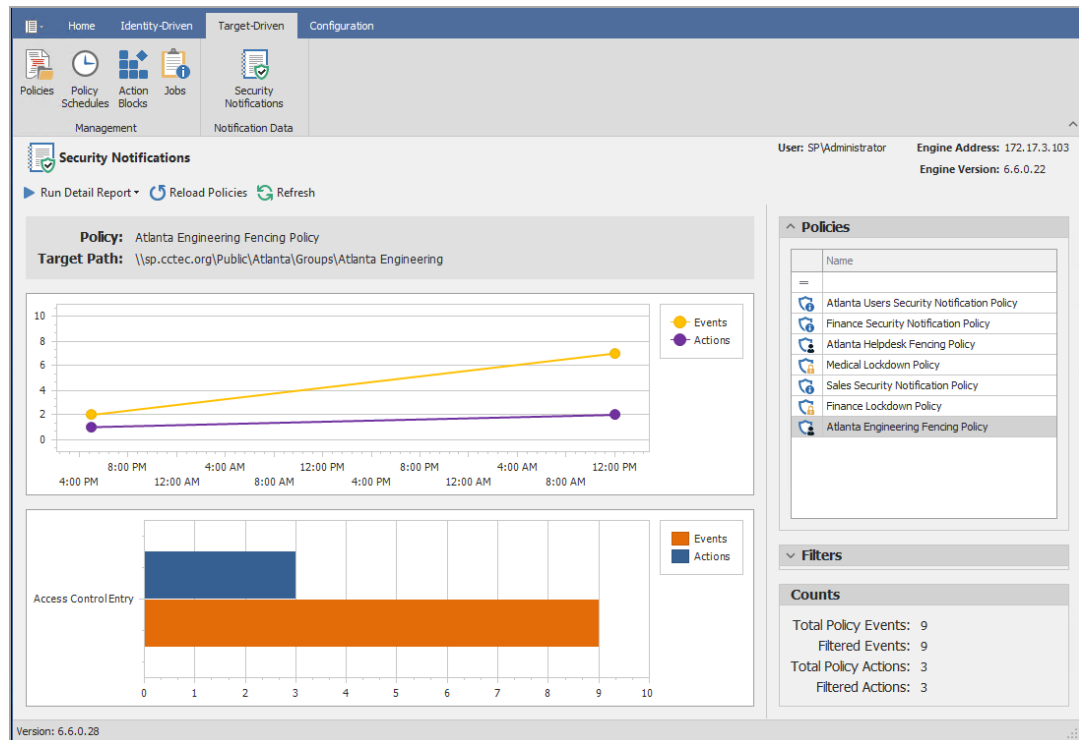 Home Identity-Driven Target-Driven Configuration
Policies Policy Schedules Action Blocks Jobs Security Notifications
Management Notification Data
Security Notifications
User: SP\Administrator Engine Address: 172.17.3.103
Engine Version: 6.6.0.22
Run Detail Report Reload Policies Refresh
Policy: Atlanta Engineering Fencing Policy
Target Path: \\sp.cctec.org\Public\Atlanta\Groups\Atlanta Engineering
10
8
6
4
2
0
8:00 PM 4:00 AM 12:00 PM 8:00 PM 4:00 AM 12:00 PM
4:00 PM 12:00 AM 8:00 AM 4:00 PM 12:00 AM 8:00 AM
Events
Actions
Access Control Entry
0 1 2 3 4 5 6 7 8 9 10
Events
Actions
Policies
Name
=
Atlanta Users Security Notification Policy
Finance Security Notification Policy
Atlanta Helpdesk Fencing Policy
Medical Lockdown Policy
Sales Security Notification Policy
Finance Lockdown Policy
Atlanta Engineering Fencing Policy
Filters
Counts
Total Policy Events: 9
Filtered Events: 9
Total Policy Actions: 3
Filtered Actions: 3
Version: 6.6.0.28